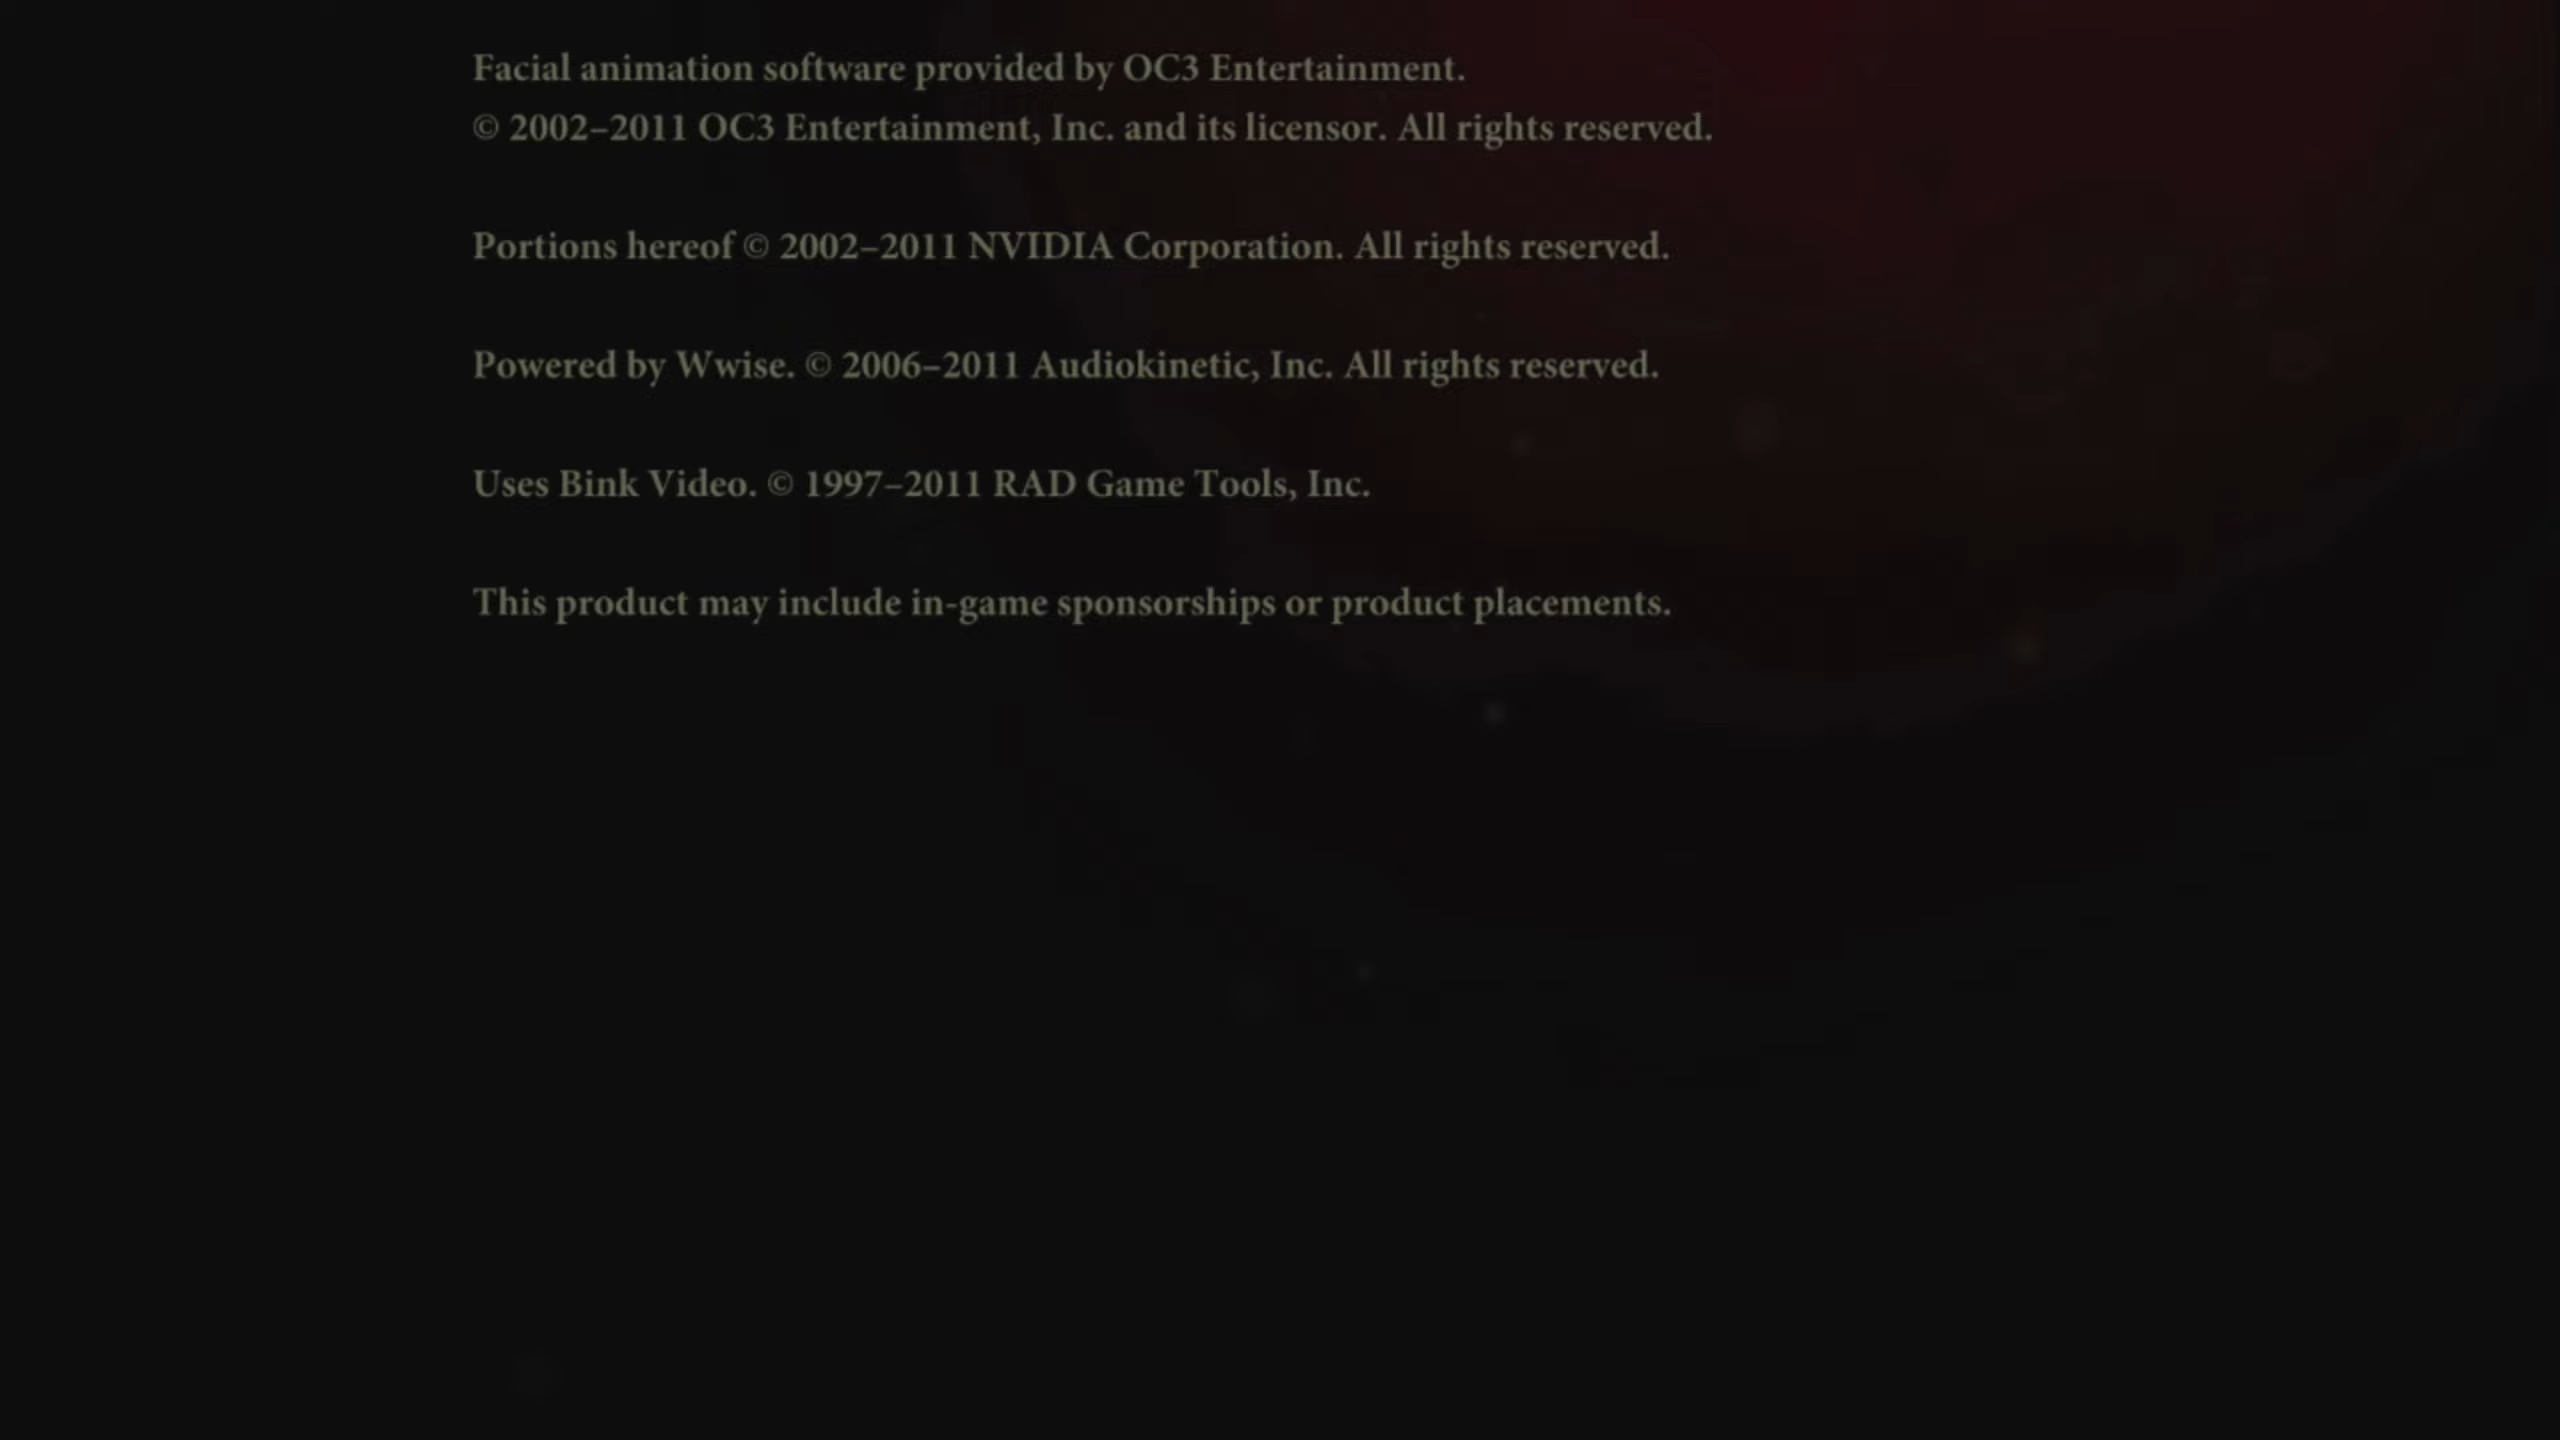 Facial animation software provided by OC3 Entertainment.
© 2002–2011 OC3 Entertainment, Inc. and its licensor. All rights reserved.
Portions hereof © 2002–2011 NVIDIA Corporation. All rights reserved.
Powered by Wwise. © 2006–2011 Audiokinetic, Inc. All rights reserved.
Uses Bink Video. © 1997–2011 RAD Game Tools, Inc.
This product may include in-game sponsorships or product placements.